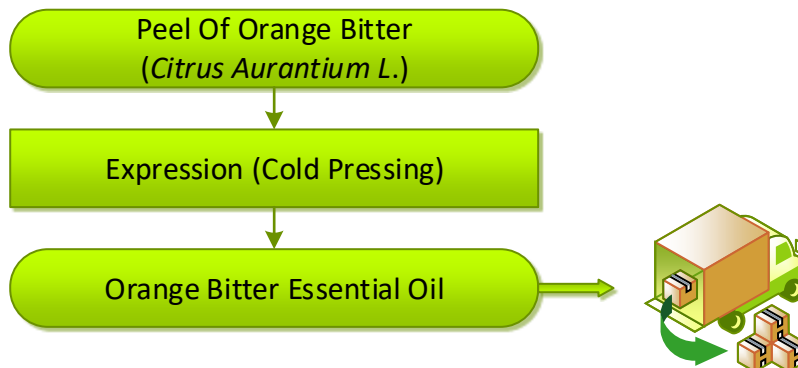 Peel Of Orange Bitter
(Citrus Aurantium L.)
Expression (Cold Pressing)
Orange Bitter Essential Oil